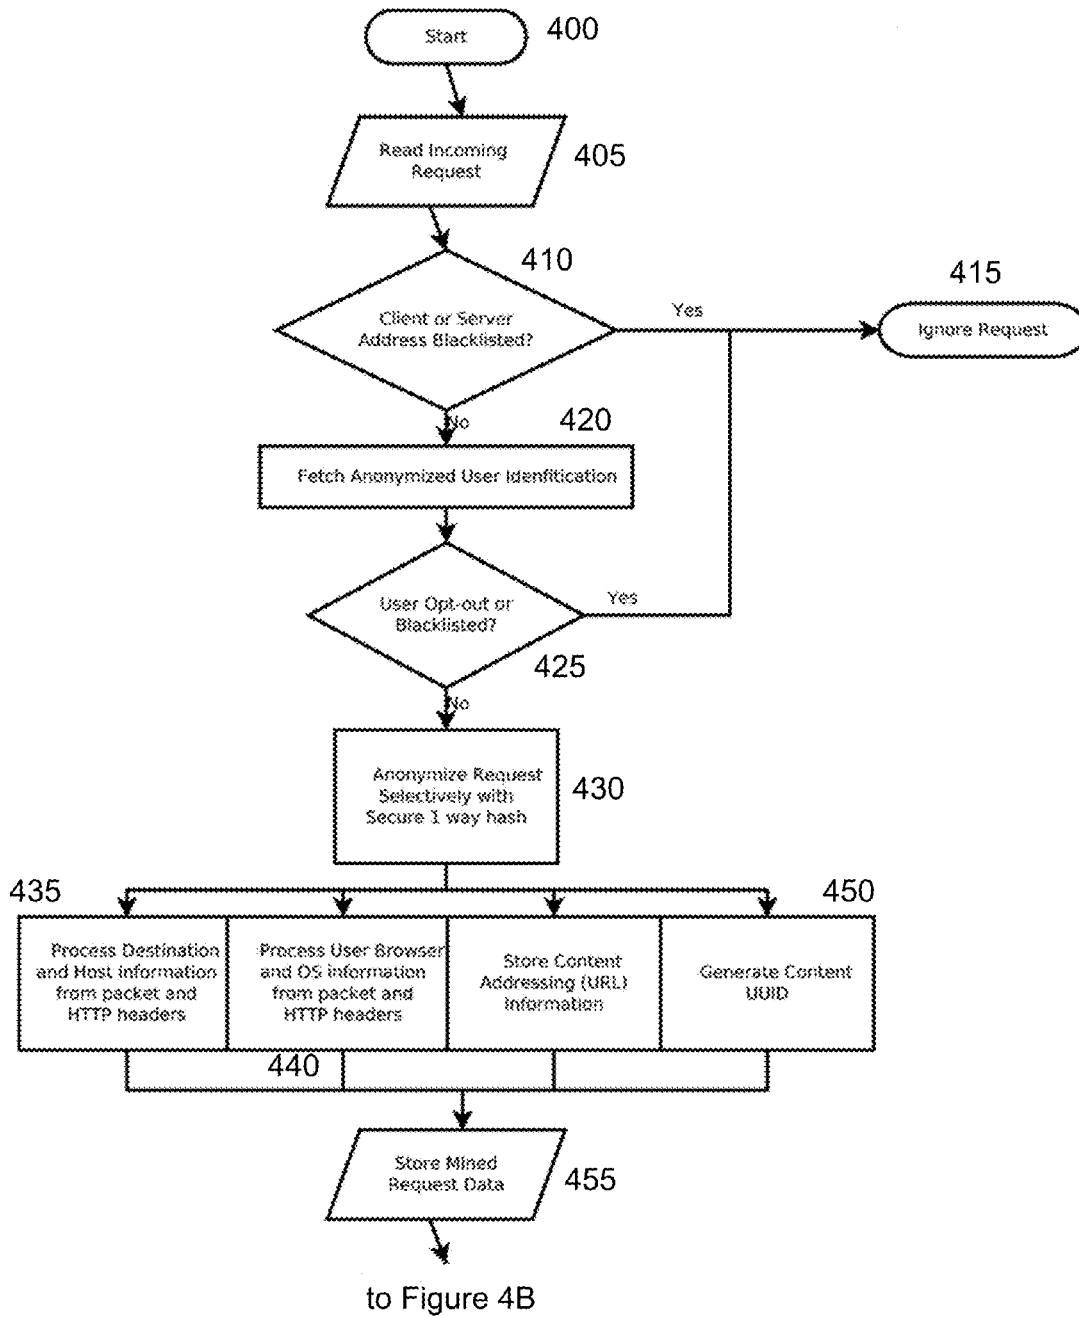 Start
400
Read Incoming
Request
405
410
Client or Server
Address Blacklisted?
Yes
415
Ignore Request
No
420
Fetch Anonymized User Idenfitication
User Opt-out or
Blacklisted?
Yes
425
No
Anonymize Request
Selectively with
Secure 1 way hash
430
435
450
Process Destination
and Host information
from packet and
HTTP headers
Process User Browser
and OS information
from packet and
HTTP headers
Store Content
Addressing (URL)
Information
Generate Content
UUID
440
Store Mined
Request Data
455
to Figure 4B